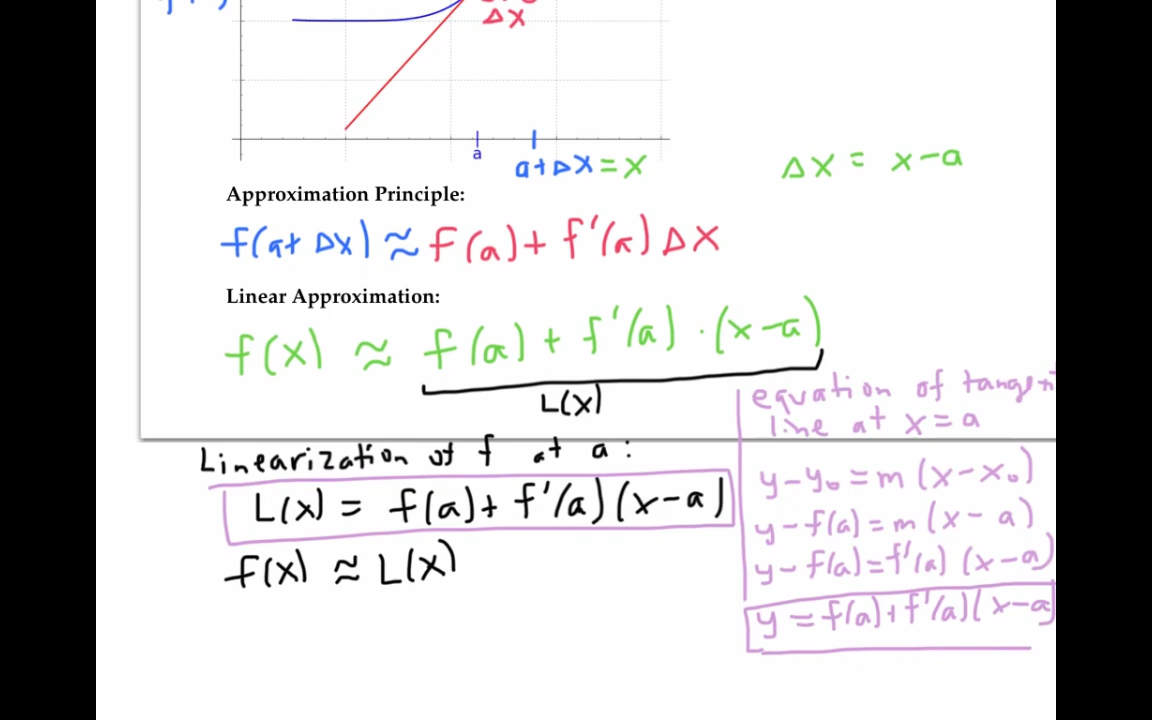 Δx
a
a+Δx=x
Δx = x-a
Approximation Principle:
f(a+Δx)≈f(a)+f'(a)Δx
Linear Approximation:
f(x) ≈ f(a)+f'(a)·(x-a)
L(x)
Linearization of f at a:
L(x) = f(a)+f'(a)(x-a)
f(x) ≈ L(x)
equation of tangent
line at x=a
y-y₀=m(x-x₀)
y-f(a)=m(x-a)
y-f(a)=f'(a)(x-a)
y=f(a)+f'(a)(x-a